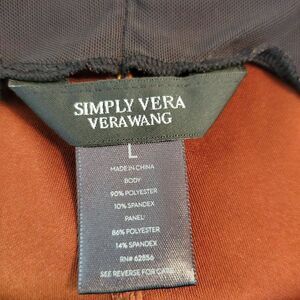 SIMPLY VERA
VERAWANG
L
MADE IN CHINA
BODY
90% POLYESTER
10% SPANDEX
PANEL
86% POLYESTER
14% SPANDEX
RN# 62856
SEE REVERSE FOR CARE